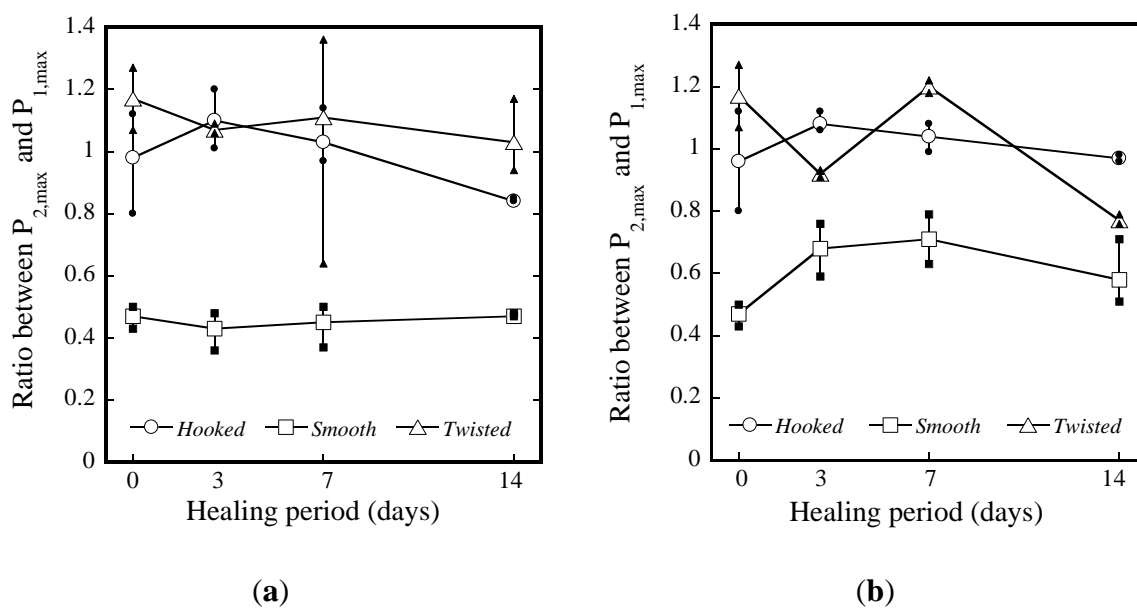 Ratio between P2,max and P1,max
1.4
1.2
1
0.8
0.6
0.4
0.2
0
Hooked Smooth Twisted
0 3 7 14
Healing period (days)
(a)
Ratio between P2,max and P1,max
1.4
1.2
1
0.8
0.6
0.4
0.2
0
Hooked Smooth Twisted
0 3 7 14
Healing period (days)
(b)